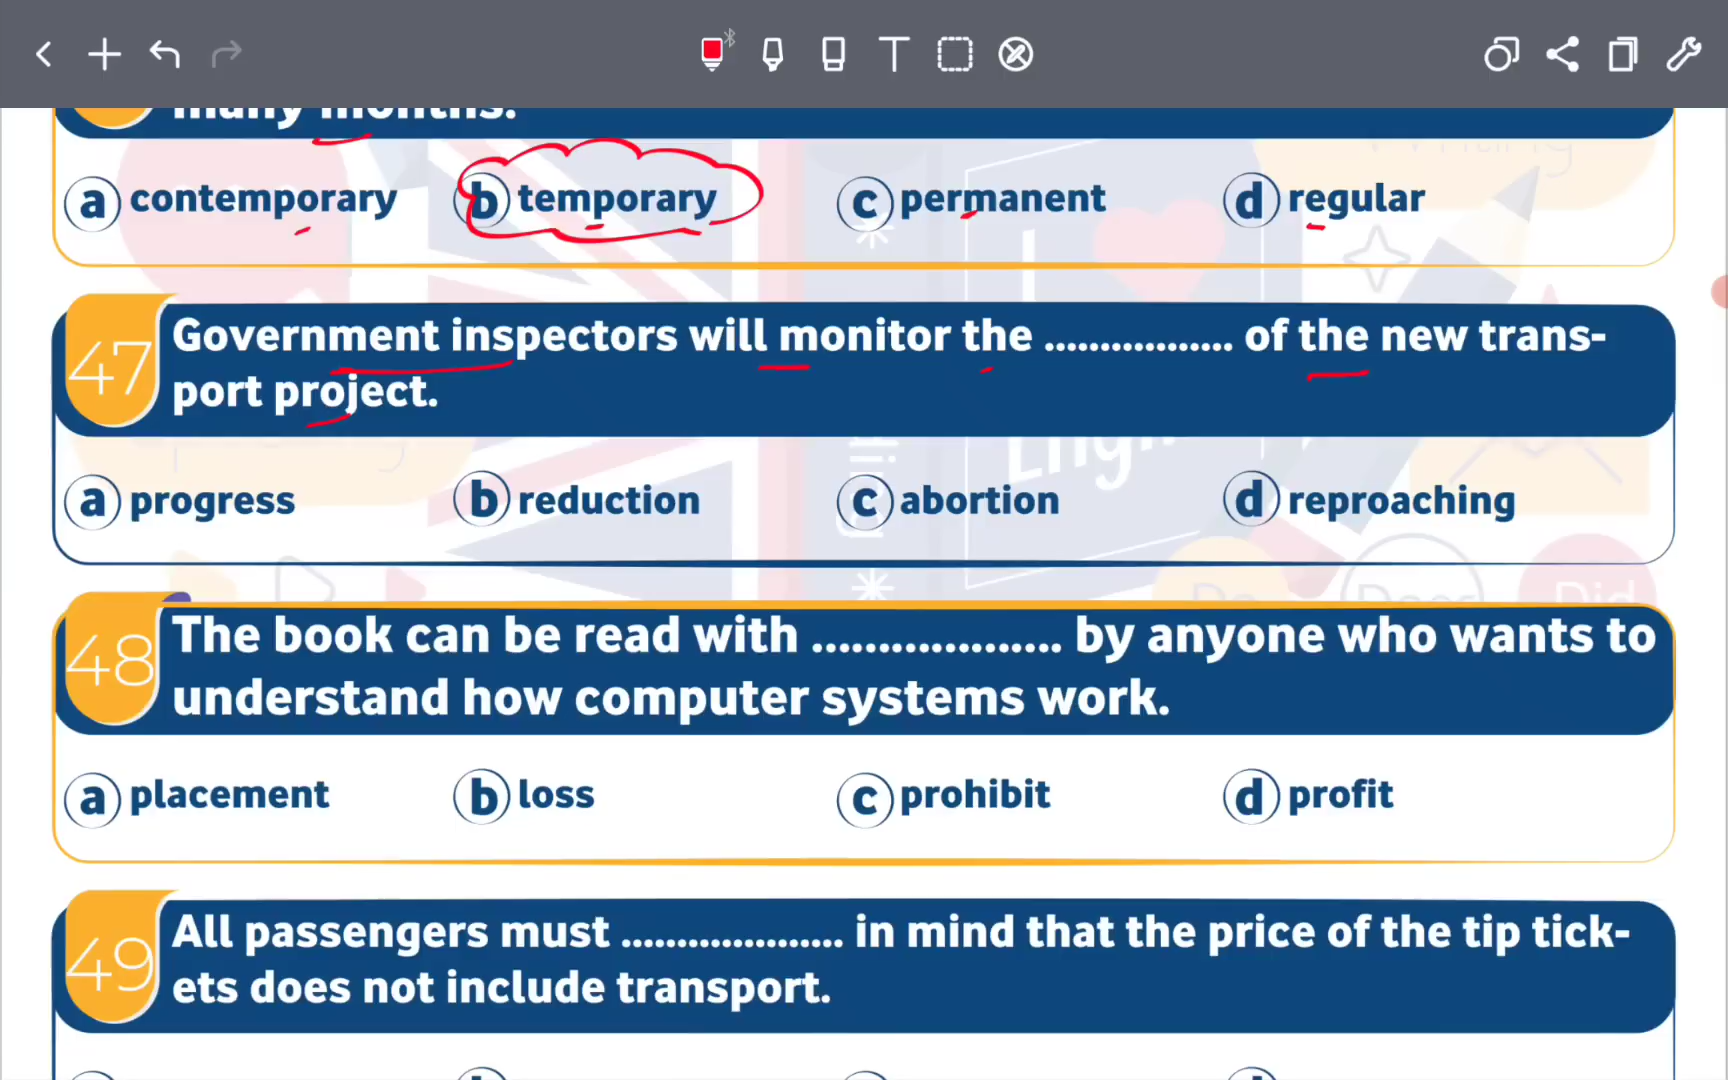 many months.
a contemporary b temporary c permanent d regular
47 Government inspectors will monitor the ................. of the new trans-
port project.
a progress b reduction c abortion d reproaching
48 The book can be read with ................... by anyone who wants to
understand how computer systems work.
a placement b loss c prohibit d profit
49 All passengers must .................... in mind that the price of the tip tick-
ets does not include transport.